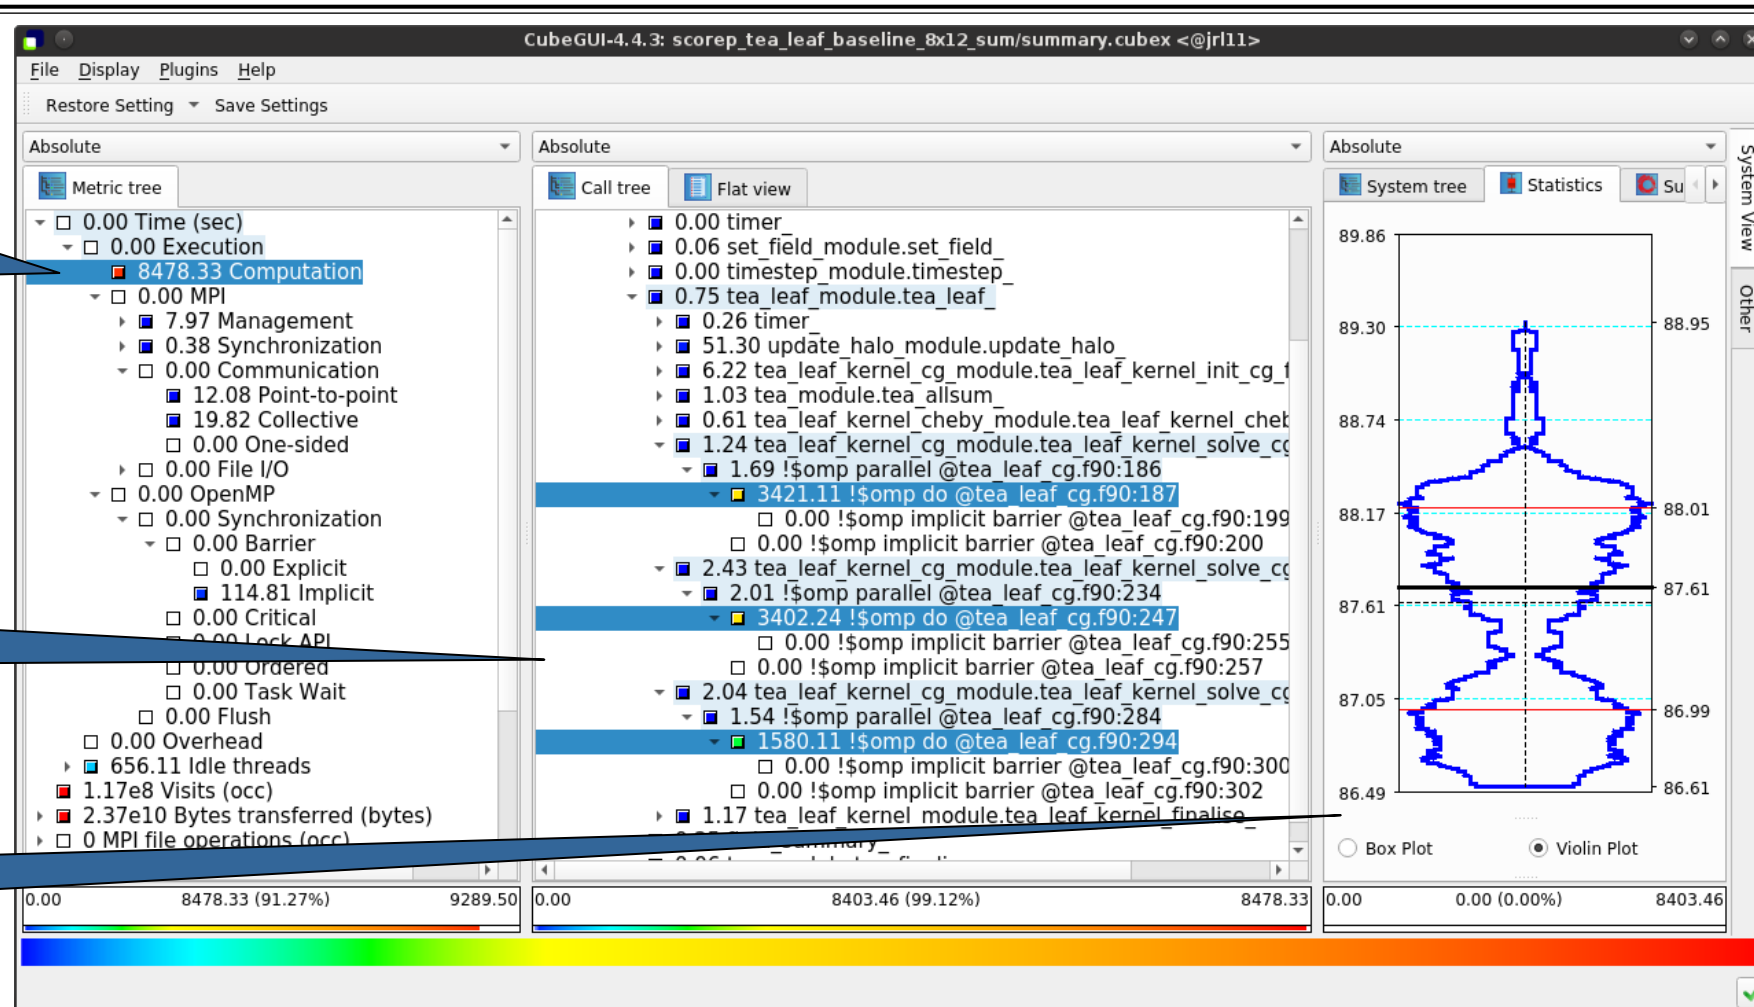 CubeGUI-4.4.3: scorep_tea_leaf_baseline_8x12_sum/summary.cubex <@jrl11>
File Display Plugins Help
Restore Setting Save Settings
Absolute
Metric tree
0.00 Time (sec)
0.00 Execution
8478.33 Computation
0.00 MPI
7.97 Management
0.38 Synchronization
0.00 Communication
12.08 Point-to-point
19.82 Collective
0.00 One-sided
0.00 File I/O
0.00 OpenMP
0.00 Synchronization
0.00 Barrier
0.00 Explicit
114.81 Implicit
0.00 Critical
0.00 Lock API
0.00 Ordered
0.00 Task Wait
0.00 Flush
0.00 Overhead
656.11 Idle threads
1.17e8 Visits (occ)
2.37e10 Bytes transferred (bytes)
0 MPI file operations (occ)
0.00 8478.33 (91.27%) 9289.50
Absolute
Call tree Flat view
0.00 timer_
0.06 set_field_module.set_field_
0.00 timestep_module.timestep_
0.75 tea_leaf_module.tea_leaf_
0.26 timer_
51.30 update_halo_module.update_halo_
6.22 tea_leaf_kernel_cg_module.tea_leaf_kernel_init_cg_f
1.03 tea_module.tea_allsum_
0.61 tea_leaf_kernel_cheby_module.tea_leaf_kernel_cheb
1.24 tea_leaf_kernel_cg_module.tea_leaf_kernel_solve_cg
1.69 !$omp parallel @tea_leaf_cg.f90:186
3421.11 !$omp do @tea_leaf_cg.f90:187
0.00 !$omp implicit barrier @tea_leaf_cg.f90:199
0.00 !$omp implicit barrier @tea_leaf_cg.f90:200
2.43 tea_leaf_kernel_cg_module.tea_leaf_kernel_solve_cg
2.01 !$omp parallel @tea_leaf_cg.f90:234
3402.24 !$omp do @tea_leaf_cg.f90:247
0.00 !$omp implicit barrier @tea_leaf_cg.f90:255
0.00 !$omp implicit barrier @tea_leaf_cg.f90:257
2.04 tea_leaf_kernel_cg_module.tea_leaf_kernel_solve_cg
1.54 !$omp parallel @tea_leaf_cg.f90:284
1580.11 !$omp do @tea_leaf_cg.f90:294
0.00 !$omp implicit barrier @tea_leaf_cg.f90:300
0.00 !$omp implicit barrier @tea_leaf_cg.f90:302
1.17 tea_leaf_kernel_module.tea_leaf_kernel_finalise_
0.00 8403.46 (99.12%) 8478.33
Absolute
System tree Statistics Su
89.86
89.30 88.95
88.74
88.17 88.01
87.61 87.61
87.05 86.99
86.49 86.61
Box Plot Violin Plot
0.00 0.00 (0.00%) 8403.46
System View
Other